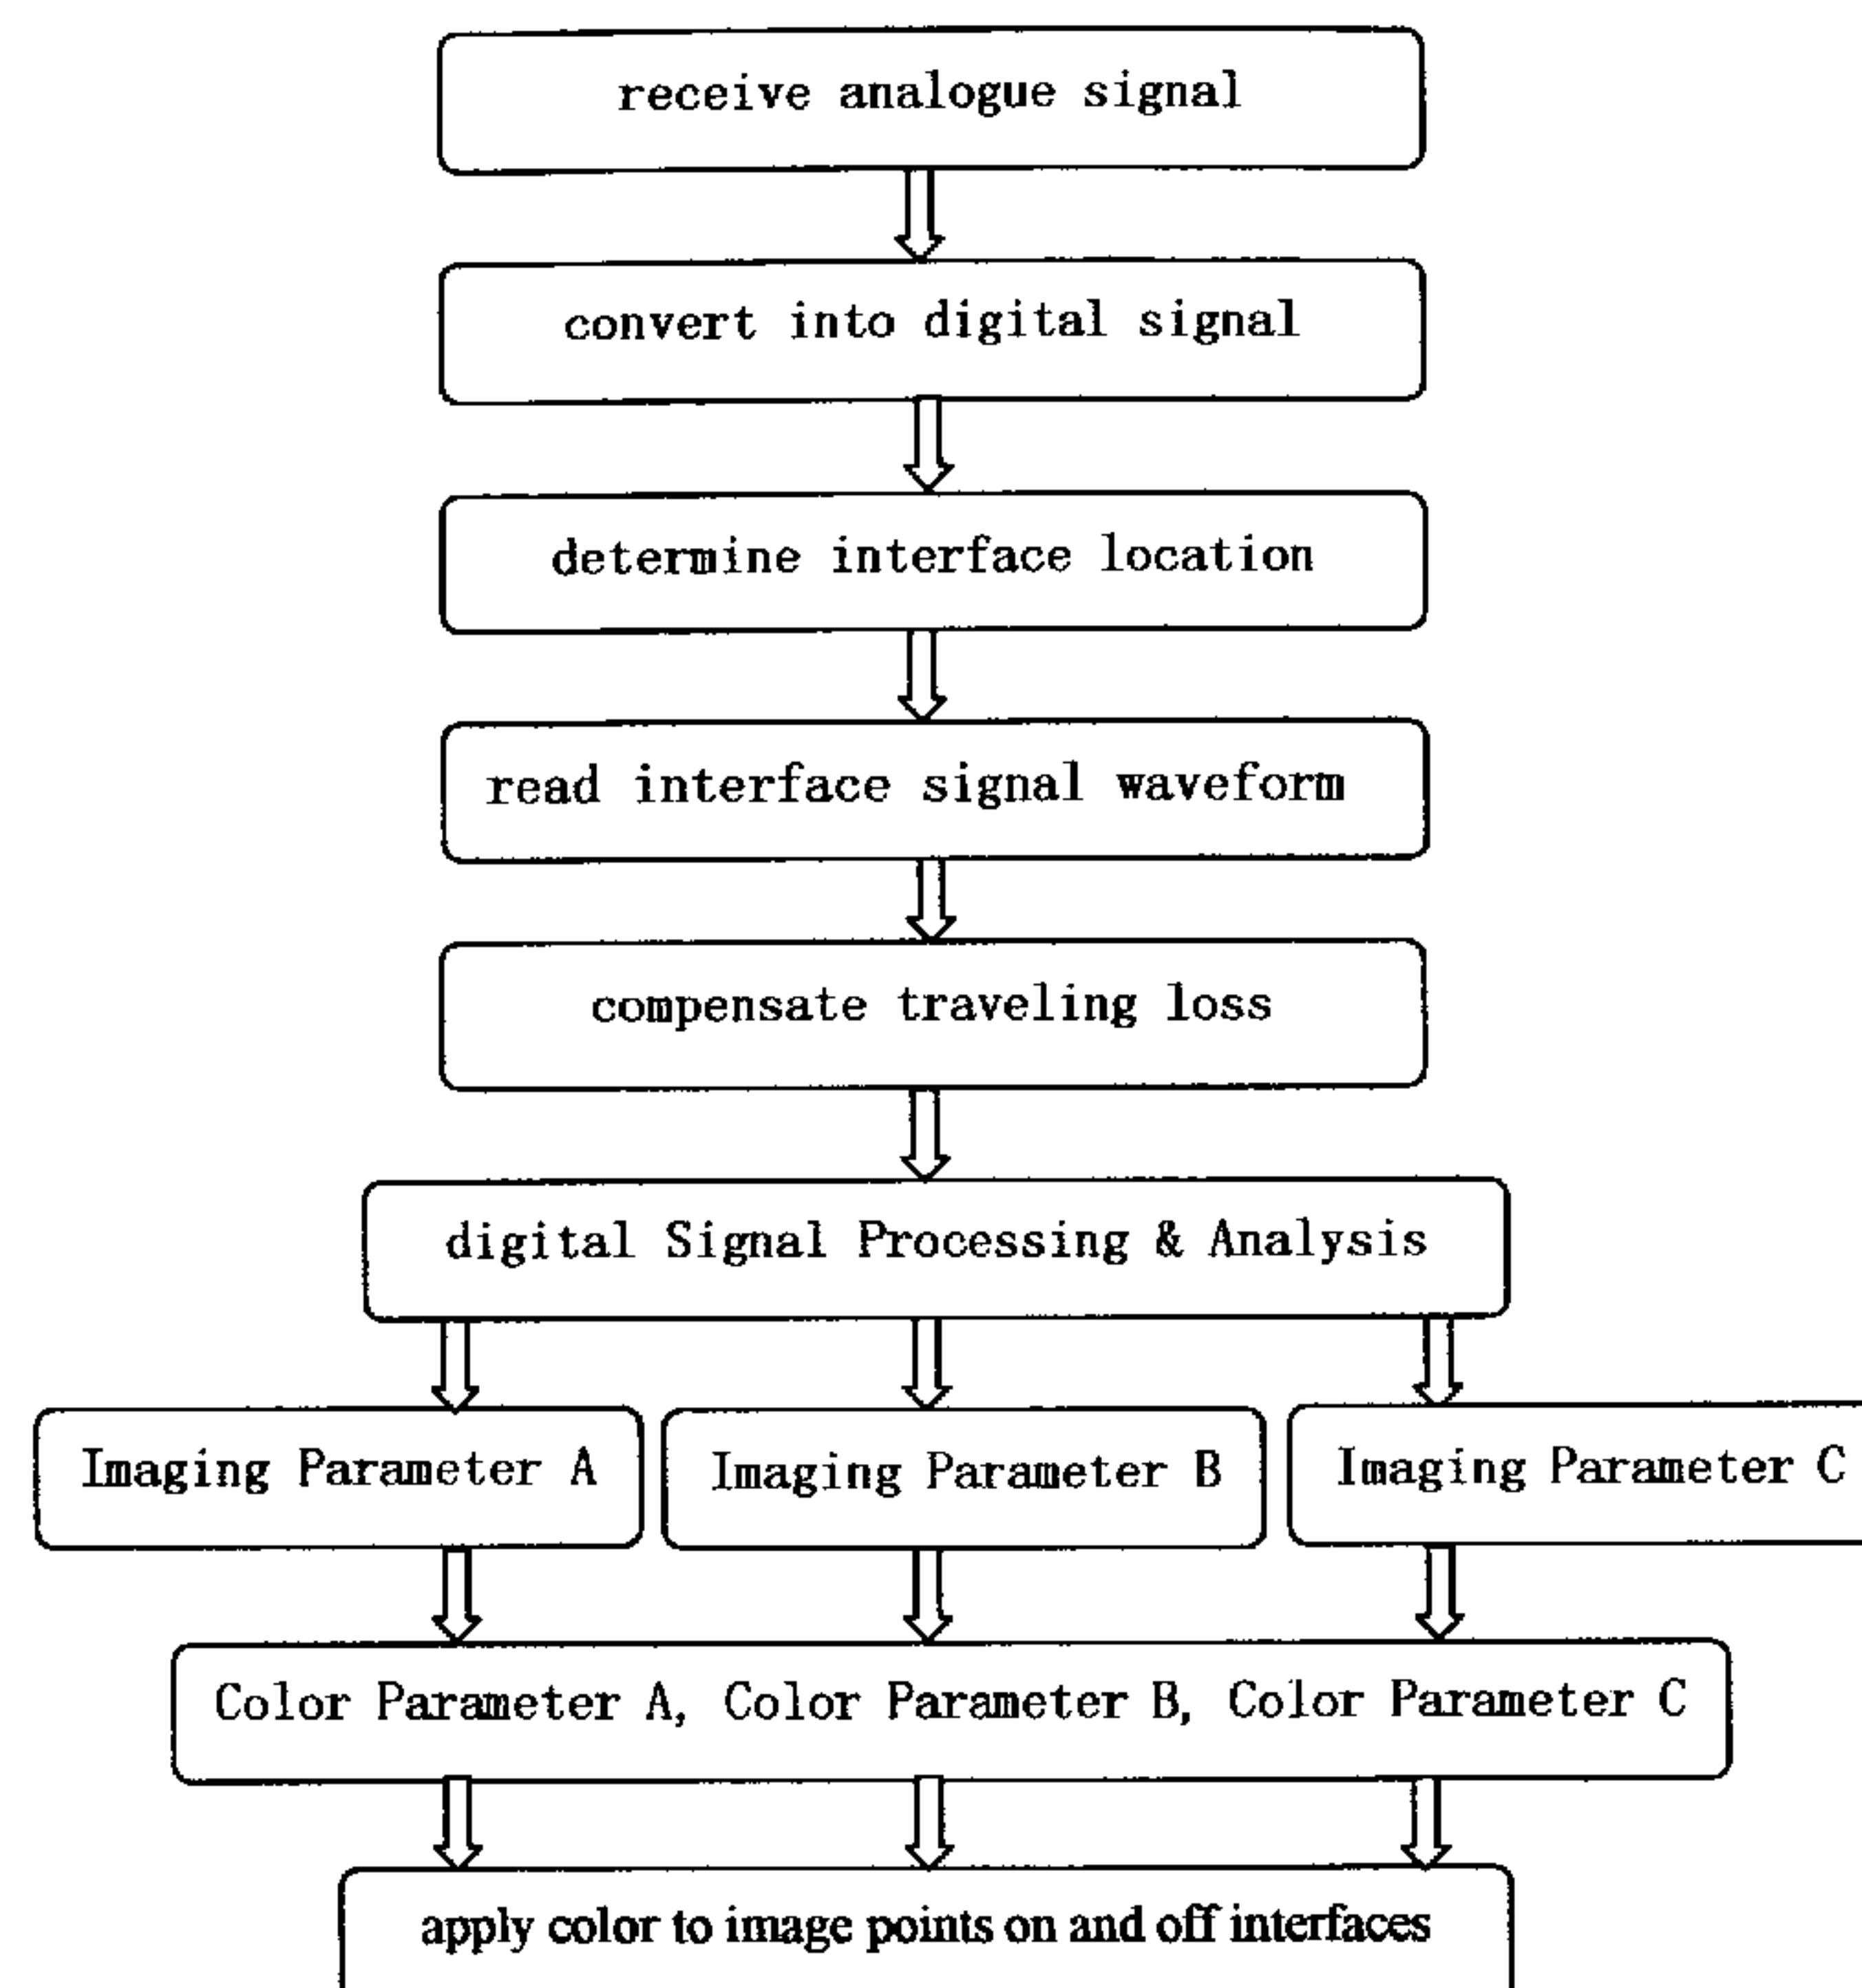 receive analogue signal
convert into digital signal
determine interface location
read interface signal waveform
compensate traveling loss
digital Signal Processing & Analysis
Imaging Parameter A
Imaging Parameter B
Imaging Parameter C
Color Parameter A, Color Parameter B, Color Parameter C
apply color to image points on and off interfaces